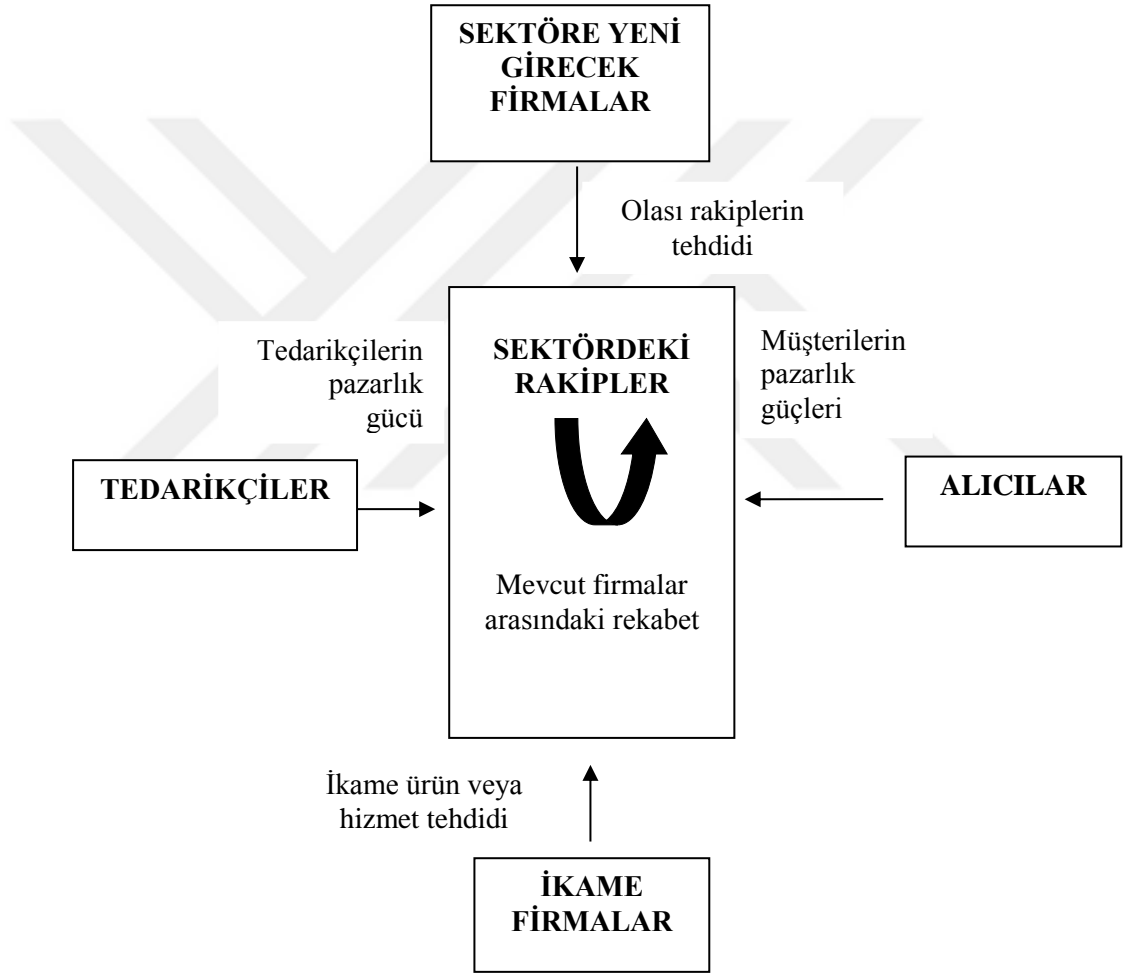 SEKTÖRE YENİ
GİRECEK
FİRMALAR
Olası rakiplerin
tehdidi
Tedarikçilerin
pazarlık
gücü
SEKTÖRDEKİ
RAKİPLER
Müşterilerin
pazarlık
güçleri
TEDARİKÇİLER
ALICILAR
Mevcut firmalar
arasındaki rekabet
İkame ürün veya
hizmet tehdidi
İKAME
FİRMALAR